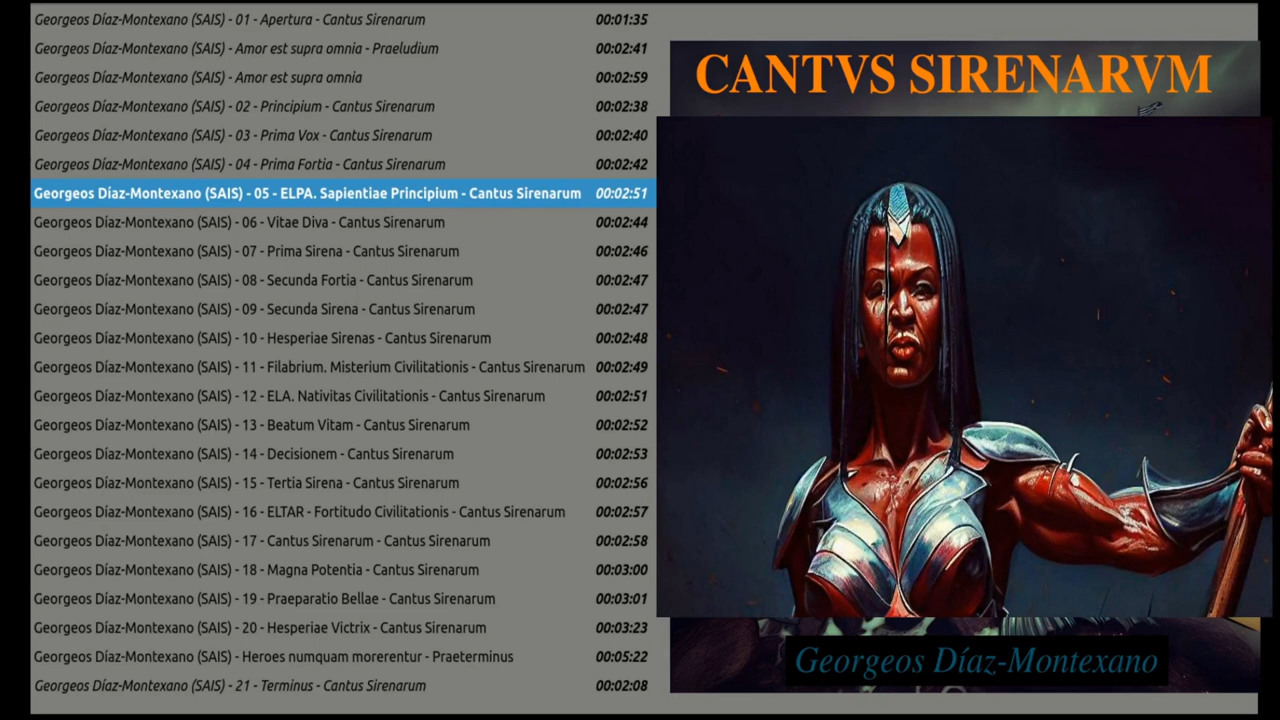 Georgeos Díaz-Montexano (SAIS) - 01 - Apertura - Cantus Sirenarum 00:01:35
Georgeos Díaz-Montexano (SAIS) - Amor est supra omnia - Praeludium 00:02:41
Georgeos Díaz-Montexano (SAIS) - Amor est supra omnia 00:02:59
Georgeos Díaz-Montexano (SAIS) - 02 - Principium - Cantus Sirenarum 00:02:38
Georgeos Díaz-Montexano (SAIS) - 03 - Prima Vox - Cantus Sirenarum 00:02:40
Georgeos Díaz-Montexano (SAIS) - 04 - Prima Fortia - Cantus Sirenarum 00:02:42
Georgeos Díaz-Montexano (SAIS) - 05 - ELPA. Sapientiae Principium - Cantus Sirenarum 00:02:51
Georgeos Díaz-Montexano (SAIS) - 06 - Vitae Diva - Cantus Sirenarum 00:02:44
Georgeos Díaz-Montexano (SAIS) - 07 - Prima Sirena - Cantus Sirenarum 00:02:46
Georgeos Díaz-Montexano (SAIS) - 08 - Secunda Fortia - Cantus Sirenarum 00:02:47
Georgeos Díaz-Montexano (SAIS) - 09 - Secunda Sirena - Cantus Sirenarum 00:02:47
Georgeos Díaz-Montexano (SAIS) - 10 - Hesperiae Sirenas - Cantus Sirenarum 00:02:48
Georgeos Díaz-Montexano (SAIS) - 11 - Filabrium. Misterium Civilitationis - Cantus Sirenarum 00:02:49
Georgeos Díaz-Montexano (SAIS) - 12 - ELA. Nativitas Civilitationis - Cantus Sirenarum 00:02:51
Georgeos Díaz-Montexano (SAIS) - 13 - Beatum Vitam - Cantus Sirenarum 00:02:52
Georgeos Díaz-Montexano (SAIS) - 14 - Decisionem - Cantus Sirenarum 00:02:53
Georgeos Díaz-Montexano (SAIS) - 15 - Tertia Sirena - Cantus Sirenarum 00:02:56
Georgeos Díaz-Montexano (SAIS) - 16 - ELTAR - Fortitudo Civilitationis - Cantus Sirenarum 00:02:57
Georgeos Díaz-Montexano (SAIS) - 17 - Cantus Sirenarum - Cantus Sirenarum 00:02:58
Georgeos Díaz-Montexano (SAIS) - 18 - Magna Potentia - Cantus Sirenarum 00:03:00
Georgeos Díaz-Montexano (SAIS) - 19 - Praeparatio Bellae - Cantus Sirenarum 00:03:01
Georgeos Díaz-Montexano (SAIS) - 20 - Hesperiae Victrix - Cantus Sirenarum 00:03:23
Georgeos Díaz-Montexano (SAIS) - Heroes numquam morerentur - Praeterminus 00:05:22
Georgeos Díaz-Montexano (SAIS) - 21 - Terminus - Cantus Sirenarum 00:02:08
CANTVS SIRENARVM
Georgeos Díaz-Montexano